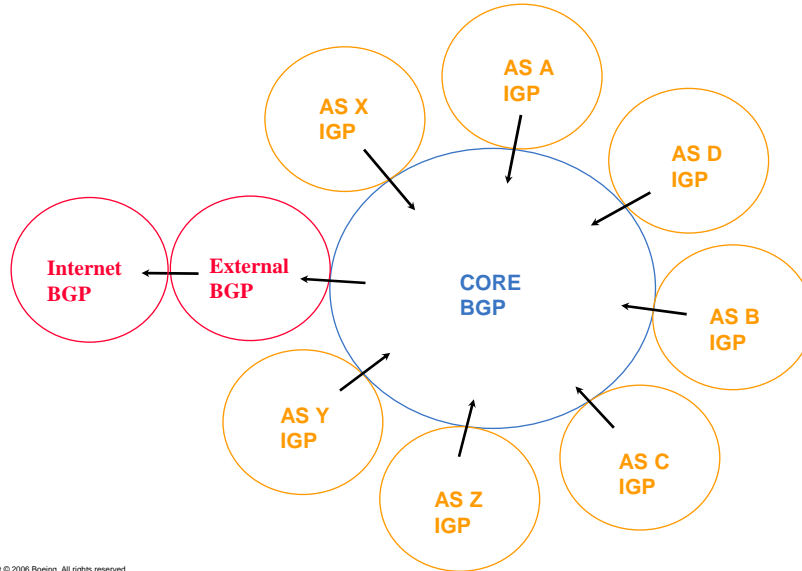 AS A
IGP
AS X
IGP
AS D
IGP
Internet
BGP
External
BGP
CORE
BGP
AS B
IGP
AS Y
IGP
AS C
IGP
AS Z
IGP
© 2006 Boeing. All rights reserved.